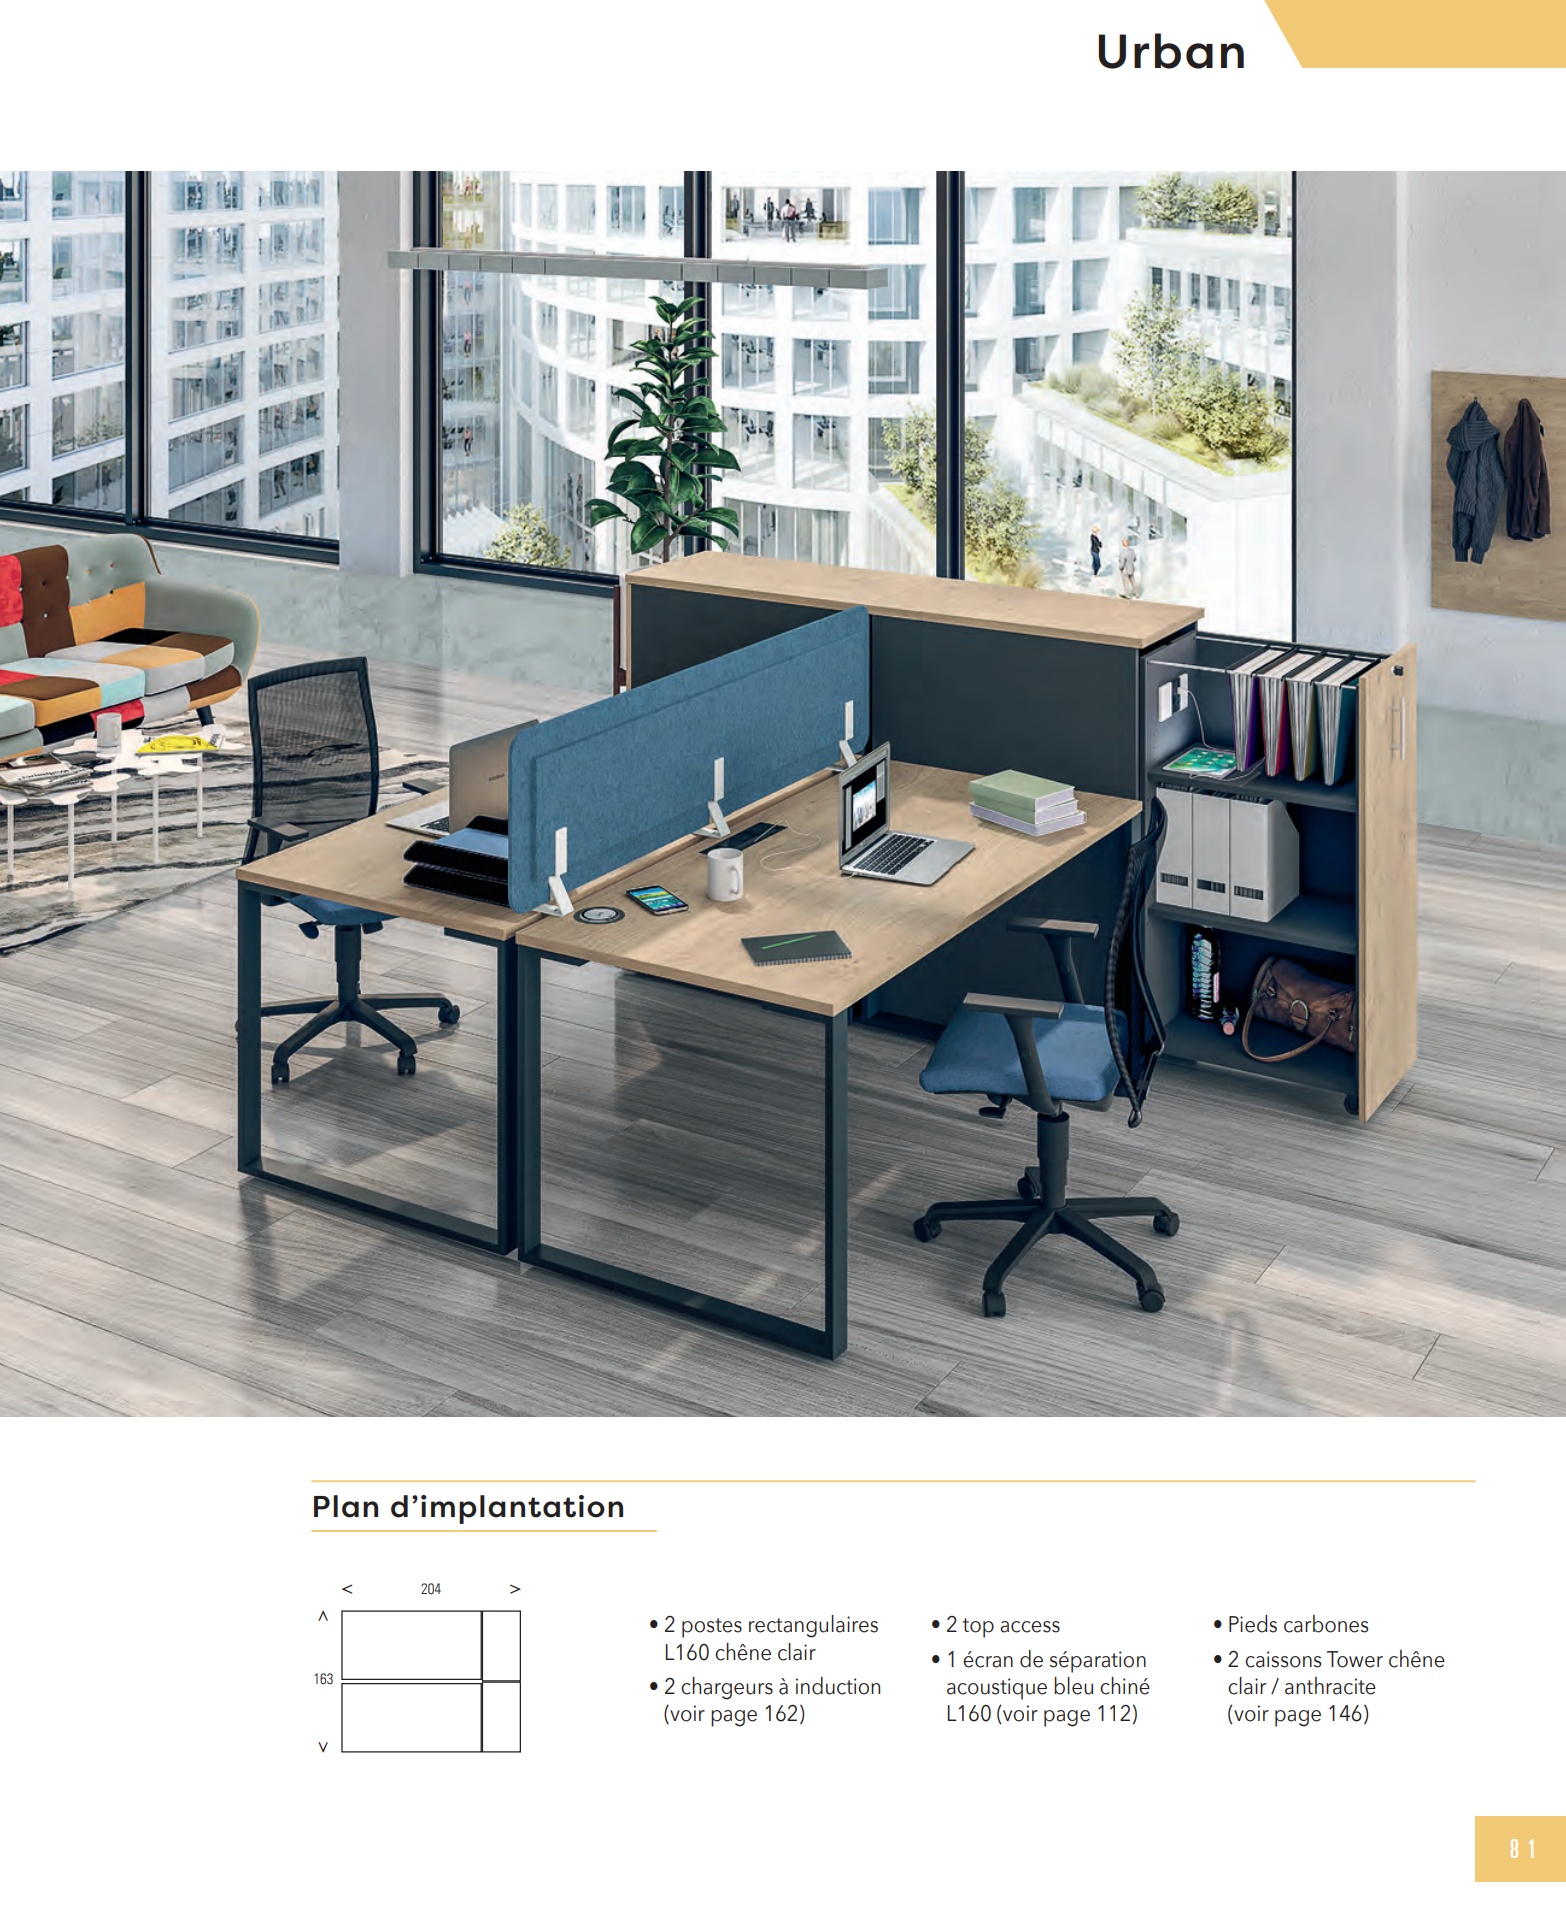 Urban
Plan d’implantation
< 204 >
163
• 2 postes rectangulaires
L160 chêne clair
• 2 chargeurs à induction
(voir page 162)
• 2 top access
• 1 écran de séparation
acoustique bleu chiné
L160 (voir page 112)
• Pieds carbones
• 2 caissons Tower chêne
clair / anthracite
(voir page 146)
81